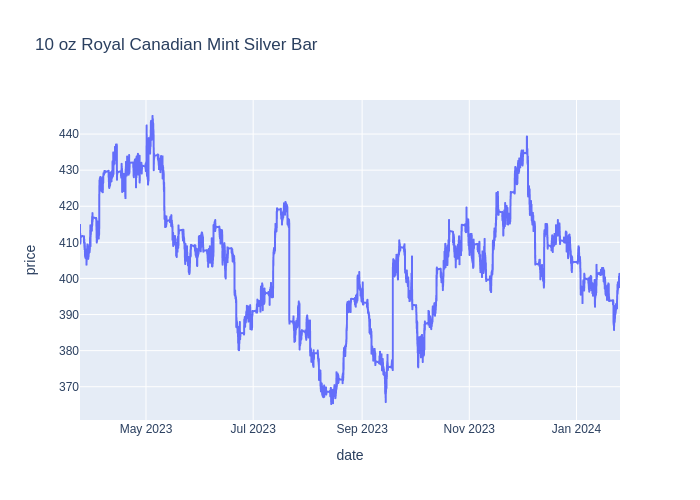 10 oz Royal Canadian Mint Silver Bar
440
430
420
410
400
390
380
370
price
May 2023
Jul 2023
Sep 2023
Nov 2023
Jan 2024
date